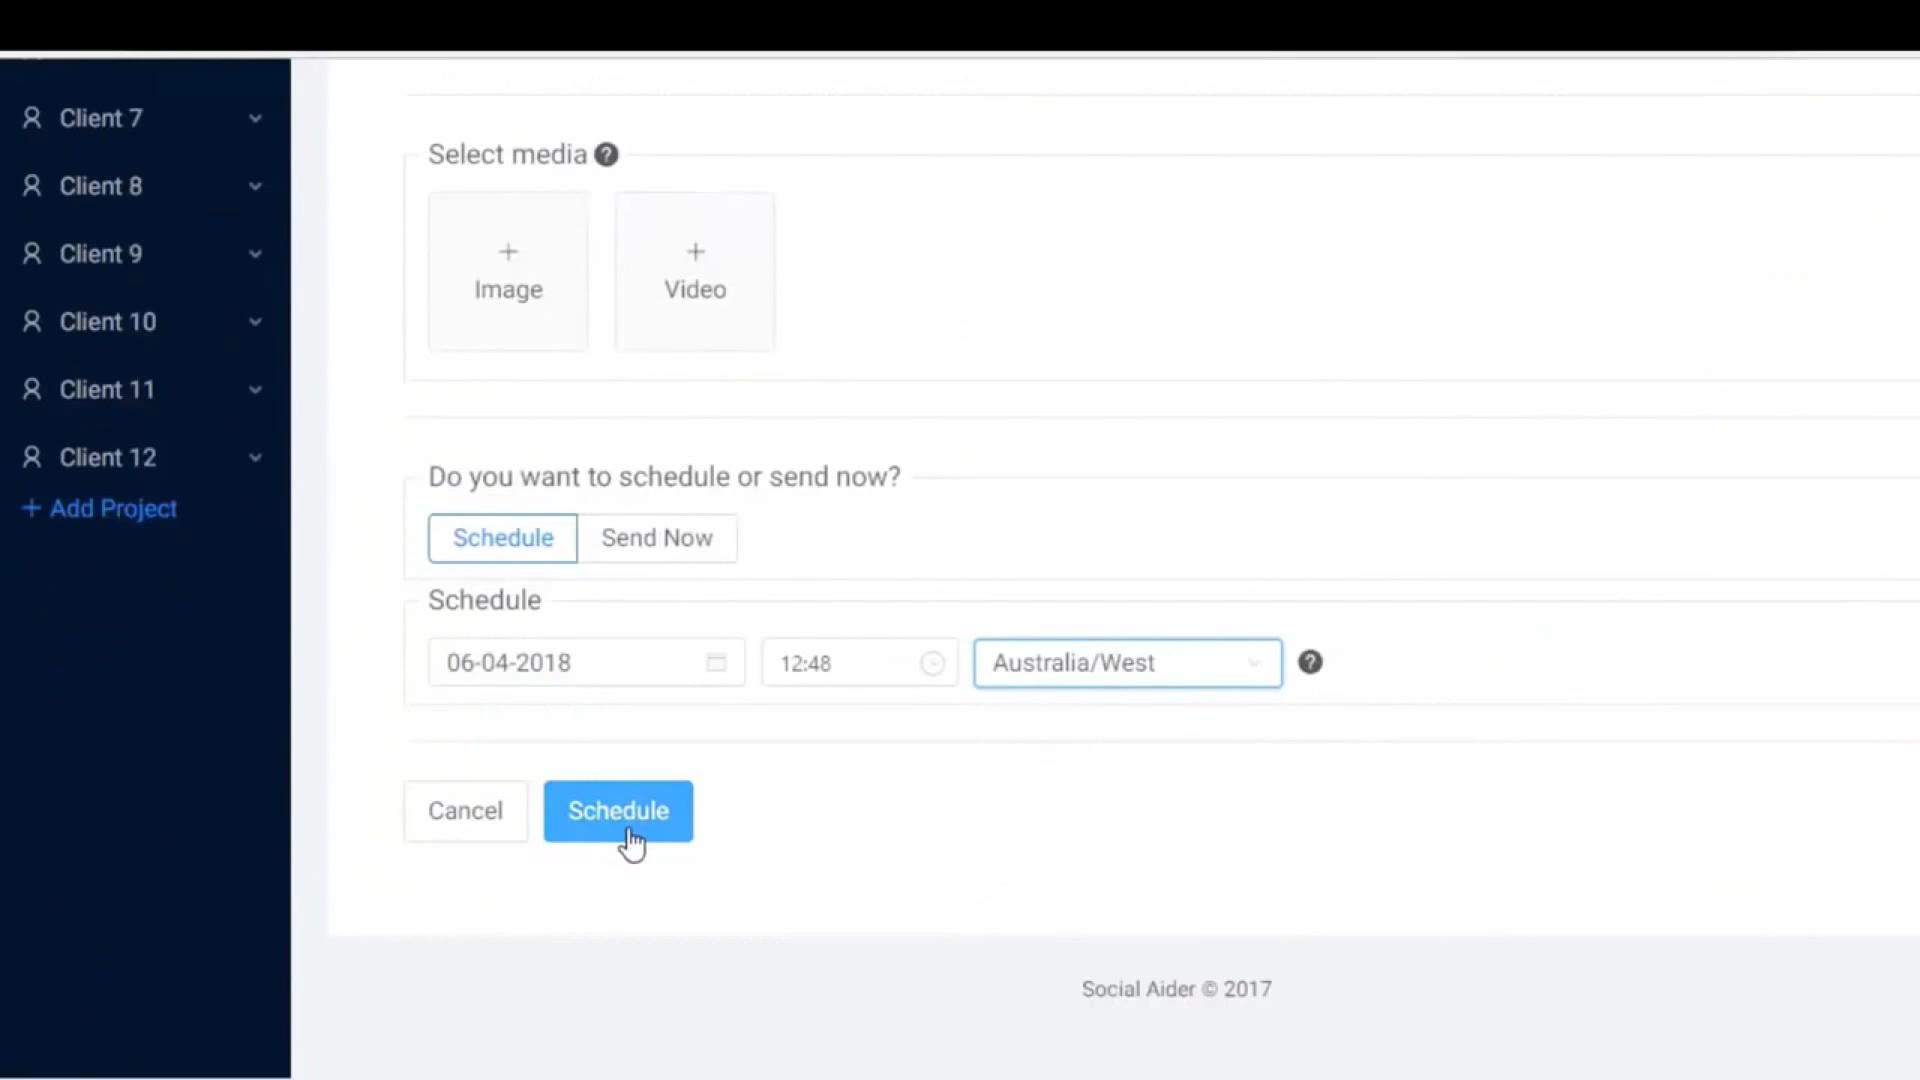 Client 7
Client 8
Client 9
Client 10
Client 11
Client 12
+ Add Project
Select media ?
+ Image
+ Video
Do you want to schedule or send now?
Schedule Send Now
Schedule
06-04-2018 12:48 Australia/West ?
Cancel Schedule
Social Aider © 2017